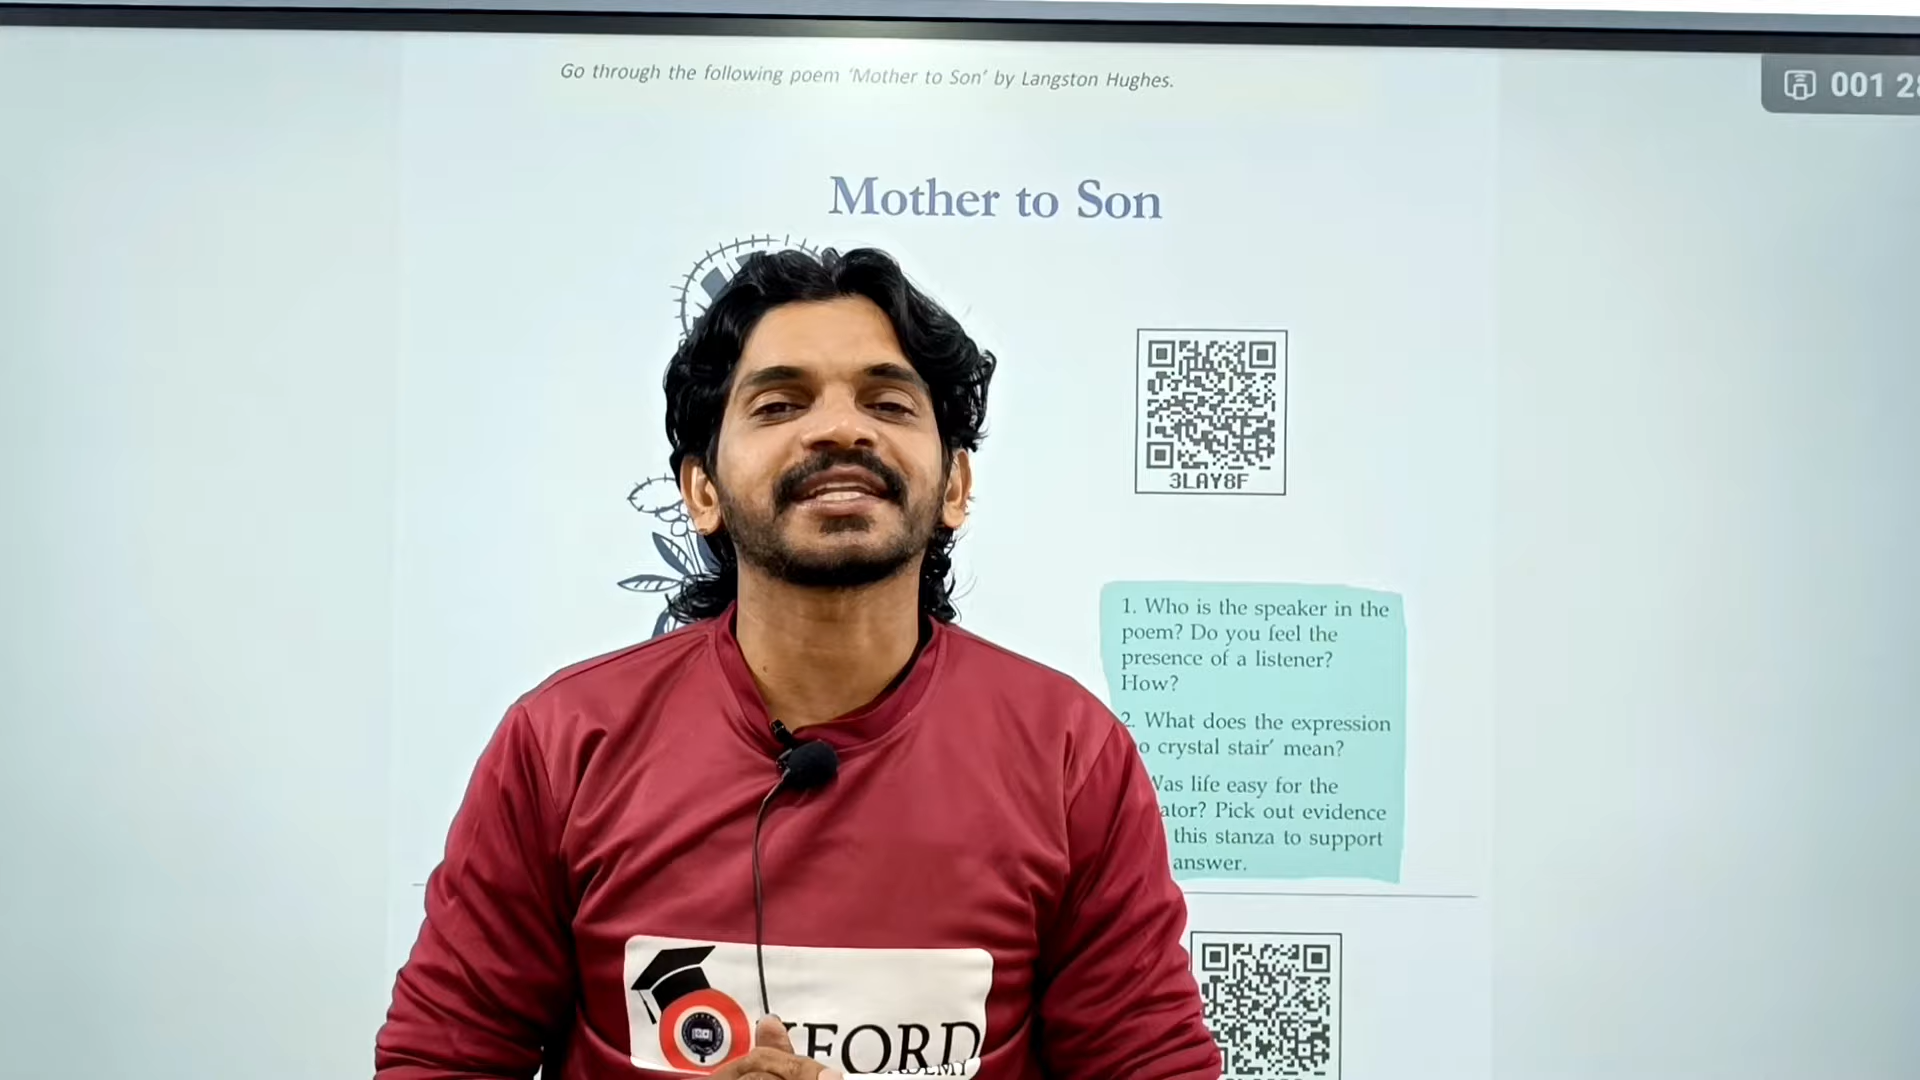 Go through the following poem ‘Mother to Son’ by Langston Hughes.
001 28
Mother to Son
3LAY8F
1. Who is the speaker in the
poem? Do you feel the
presence of a listener?
How?
2. What does the expression
o crystal stair’ mean?
Was life easy for the
ator? Pick out evidence
this stanza to support
answer.
XFORD